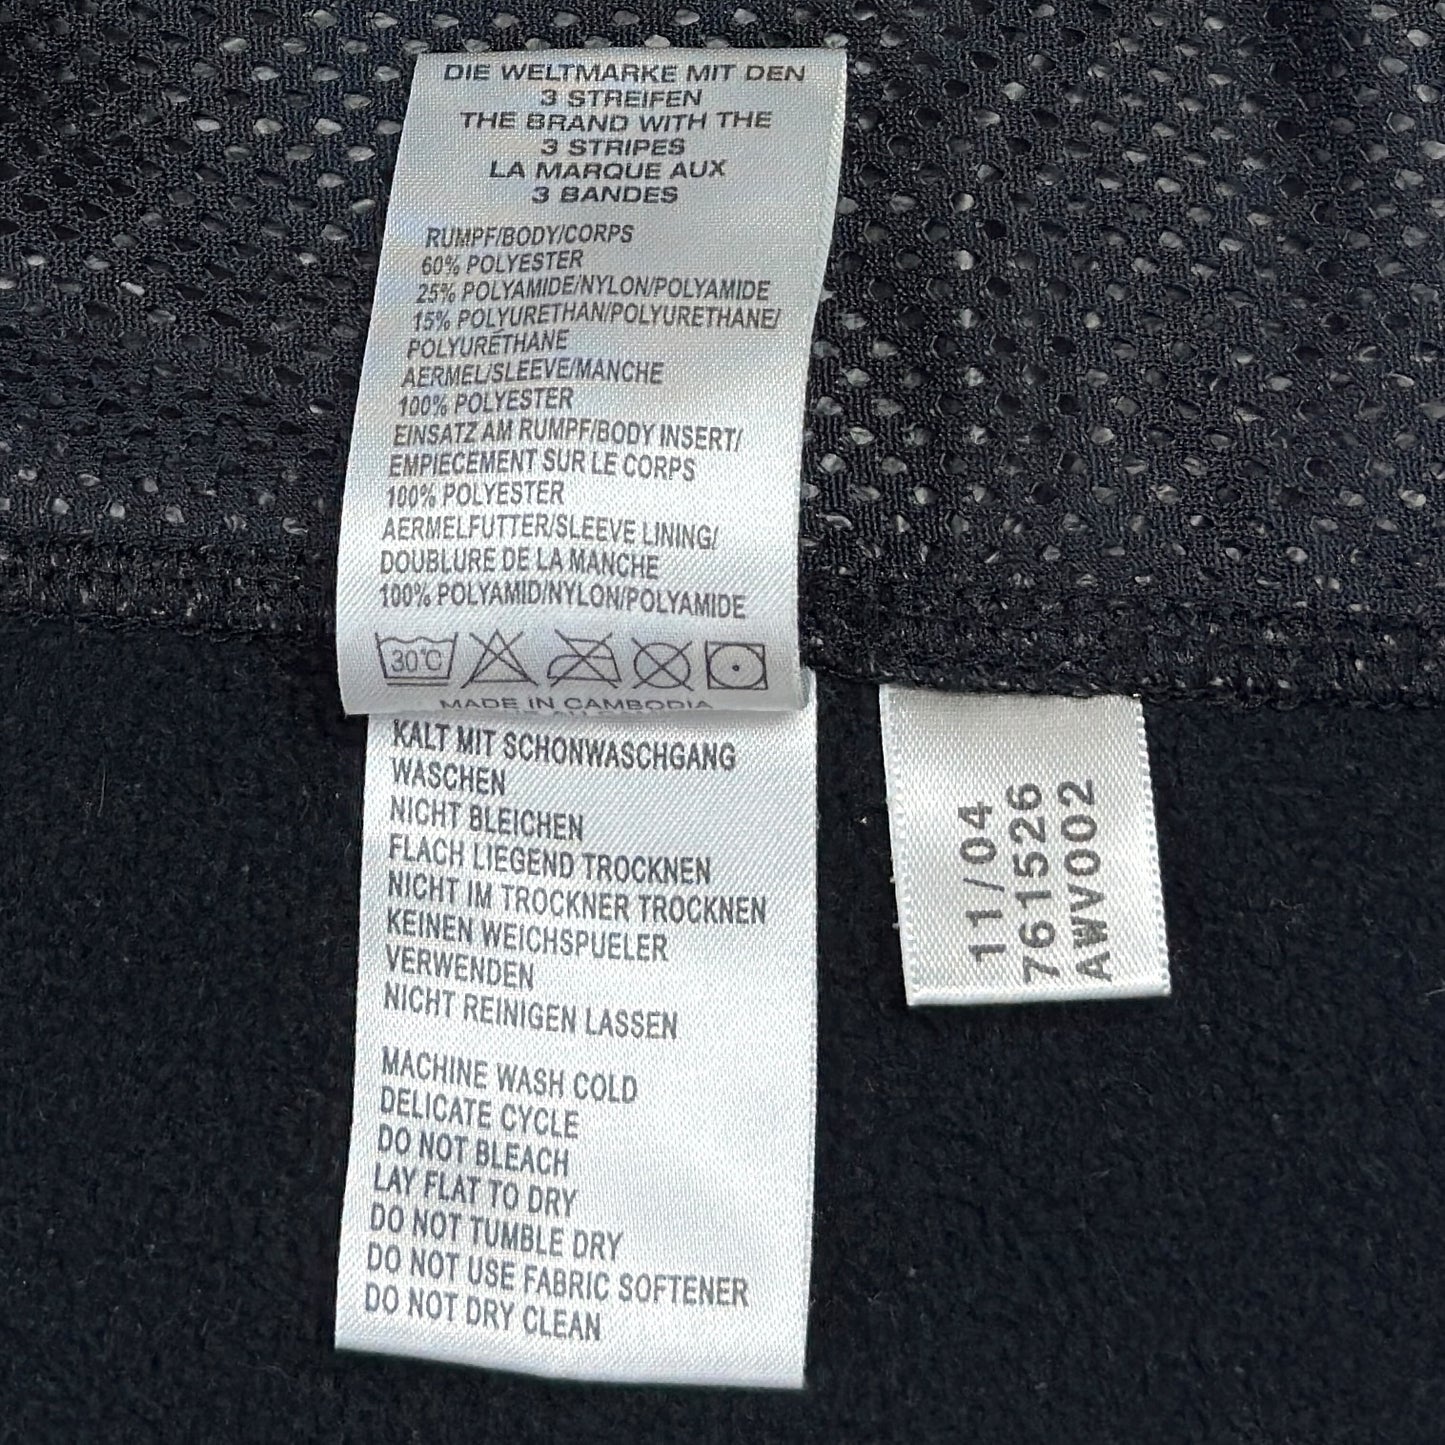 DIE WELTMARKE MIT DEN
3 STREIFEN
THE BRAND WITH THE
3 STRIPES
LA MARQUE AUX
3 BANDES
RUMPF/BODY/CORPS
60% POLYESTER
25% POLYAMIDE/NYLON/POLYAMIDE
15% POLYURETHAN/POLYURETHANE/
POLYURÉTHANE
AERMEL/SLEEVE/MANCHE
100% POLYESTER
EINSATZ AM RUMPF/BODY INSERT/
EMPIECEMENT SUR LE CORPS
100% POLYESTER
AERMELFUTTER/SLEEVE LINING/
DOUBLURE DE LA MANCHE
100% POLYAMID/NYLON/POLYAMIDE
30°C
MADE IN CAMBODIA
KALT MIT SCHONWASCHGANG
WASCHEN
NICHT BLEICHEN
FLACH LIEGEND TROCKNEN
NICHT IM TROCKNER TROCKNEN
KEINEN WEICHSPUELER
VERWENDEN
NICHT REINIGEN LASSEN
MACHINE WASH COLD
DELICATE CYCLE
DO NOT BLEACH
LAY FLAT TO DRY
DO NOT TUMBLE DRY
DO NOT USE FABRIC SOFTENER
DO NOT DRY CLEAN
11/04
761526
AWV002